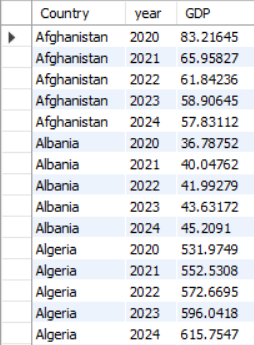 Country year GDP
Afghanistan 2020 83.21645
Afghanistan 2021 65.95827
Afghanistan 2022 61.84236
Afghanistan 2023 58.90645
Afghanistan 2024 57.83112
Albania 2020 36.78752
Albania 2021 40.04762
Albania 2022 41.99279
Albania 2023 43.63172
Albania 2024 45.2091
Algeria 2020 531.9749
Algeria 2021 552.5308
Algeria 2022 572.6695
Algeria 2023 596.0418
Algeria 2024 615.7547